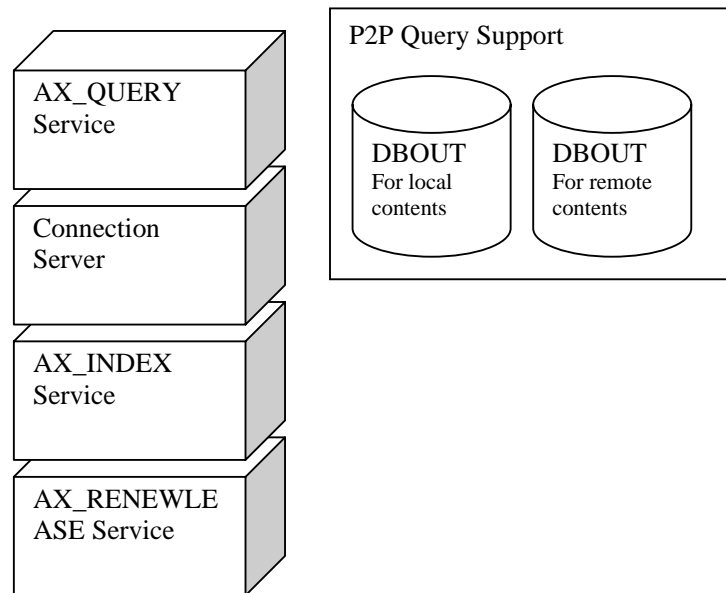 AX_QUERY
Service
Connection
Server
AX_INDEX
Service
AX_RENEWLE
ASE Service
P2P Query Support
DBOUT
For local
contents
DBOUT
For remote
contents